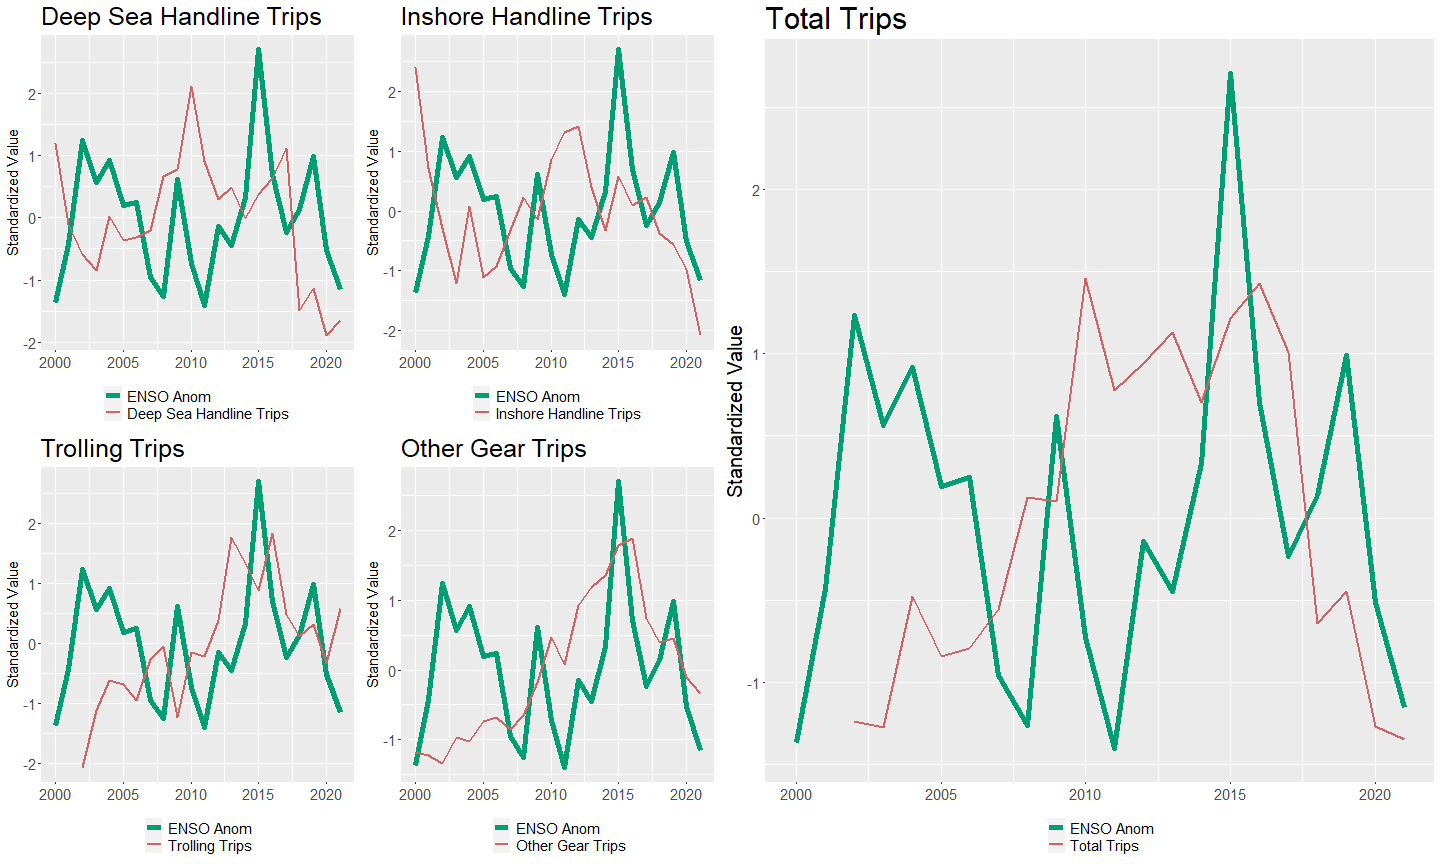 Deep Sea Handline Trips
Standardized Value
2
1
0
-1
-2
2000 2005 2010 2015 2020
ENSO Anom
Deep Sea Handline Trips
Inshore Handline Trips
Standardized Value
2
1
0
-1
-2
2000 2005 2010 2015 2020
ENSO Anom
Inshore Handline Trips
Trolling Trips
Standardized Value
2
1
0
-1
-2
2000 2005 2010 2015 2020
ENSO Anom
Trolling Trips
Other Gear Trips
Standardized Value
2
1
0
-1
2000 2005 2010 2015 2020
ENSO Anom
Other Gear Trips
Total Trips
Standardized Value
2
1
0
-1
2000 2005 2010 2015 2020
ENSO Anom
Total Trips